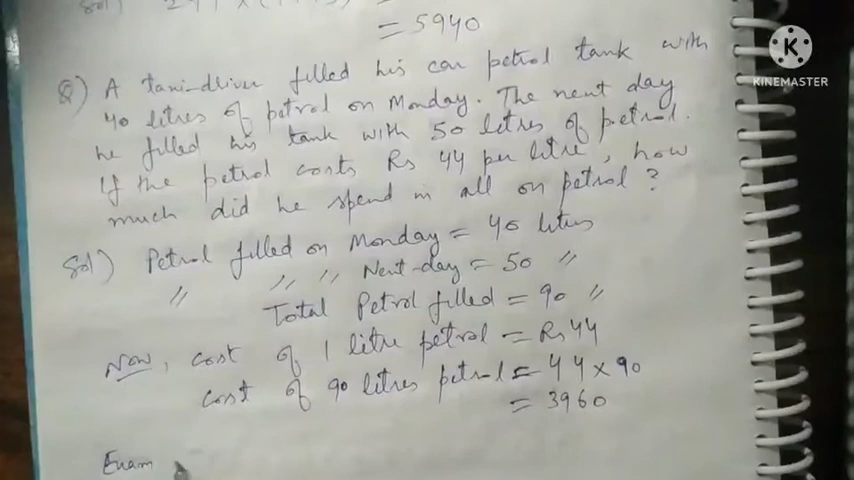 = 5940
Q) A taxi-driver filled his car petrol tank with
40 litres of petrol on Monday. The next day
he filled his tank with 50 litres of petrol.
If the petrol costs Rs 44 per litre, how
much did he spend in all on petrol?
Sol) Petrol filled on Monday = 40 litres
" " " Next-day = 50 "
Total Petrol filled = 90 "
Now, cost of 1 litre petrol = Rs 44
cost of 90 litres petrol = 44 x 90
= 3960
Exam
KINEMASTER